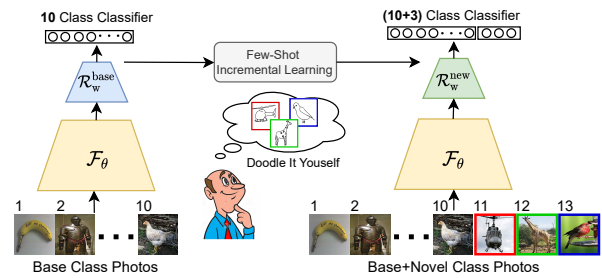 10 Class Classifier
(10+3) Class Classifier
Few-Shot
Incremental Learning
R_w^base
R_w^new
Doodle It Youself
F_θ
F_θ
1 2 10
1 2 10 11 12 13
Base Class Photos
Base+Novel Class Photos